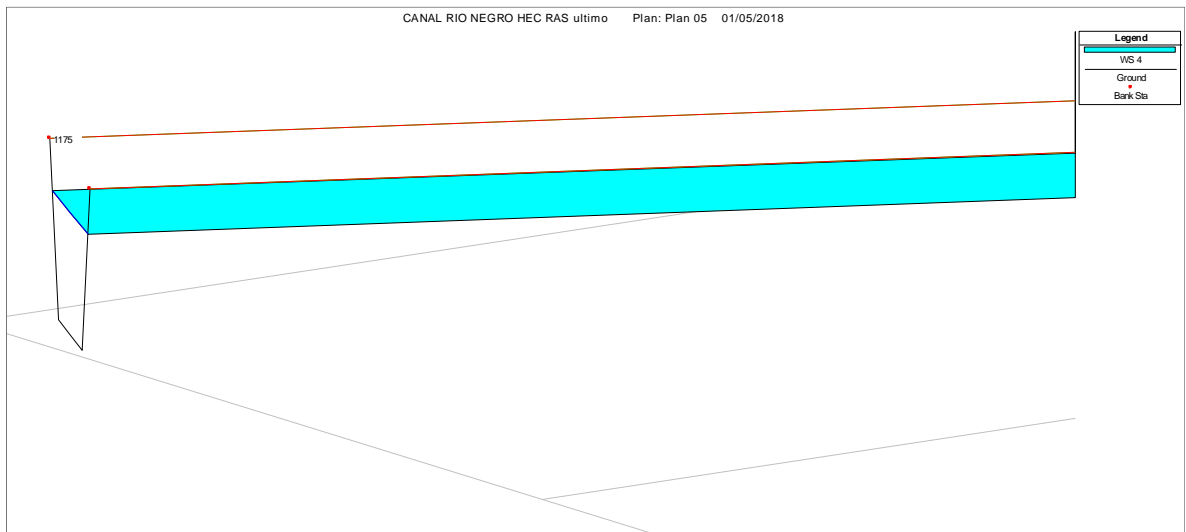 CANAL RIO NEGRO HEC RAS ultimo Plan: Plan 05 01/05/2018
Legend
WS 4
Ground
Bank Sta
1175